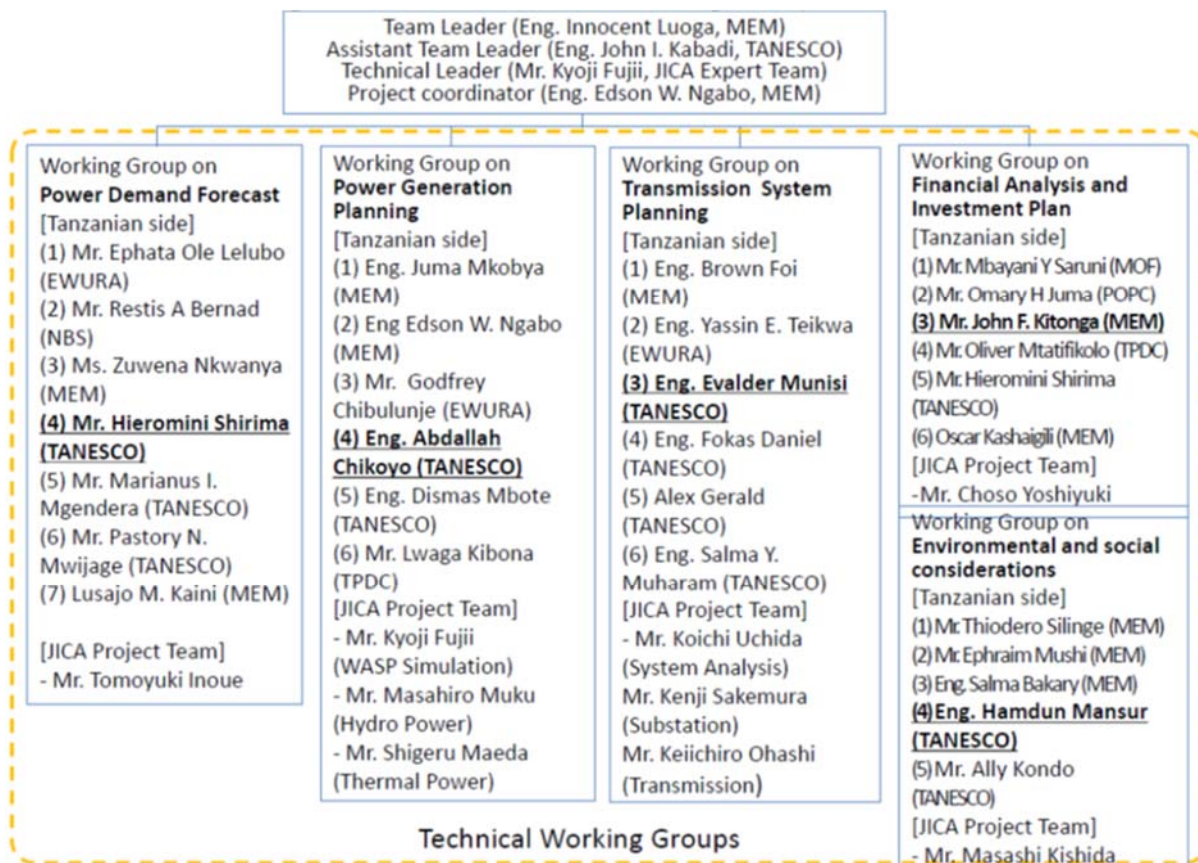 Team Leader (Eng. Innocent Luoga, MEM)
Assistant Team Leader (Eng. John I. Kabadi, TANESCO)
Technical Leader (Mr. Kyoji Fujii, JICA Expert Team)
Project coordinator (Eng. Edson W. Ngabo, MEM)
Working Group on
Power Demand Forecast
[Tanzanian side]
(1) Mr. Ephata Ole Lelubo
(EWURA)
(2) Mr. Restis A Bernad
(NBS)
(3) Ms. Zuwena Nkwanya
(MEM)
(4) Mr. Hieromini Shirima
(TANESCO)
(5) Mr. Marianus I.
Mgendera (TANESCO)
(6) Mr. Pastory N.
Mwijage (TANESCO)
(7) Lusajo M. Kaini (MEM)
[JICA Project Team]
- Mr. Tomoyuki Inoue
Working Group on
Power Generation
Planning
[Tanzanian side]
(1) Eng. Juma Mkobya
(MEM)
(2) Eng Edson W. Ngabo
(MEM)
(3) Mr. Godfrey
Chibulunje (EWURA)
(4) Eng. Abdallah
Chikoyo (TANESCO)
(5) Eng. Dismas Mbote
(TANESCO)
(6) Mr. Lwaga Kibona
(TPDC)
[JICA Project Team]
- Mr. Kyoji Fujii
(WASP Simulation)
- Mr. Masahiro Muku
(Hydro Power)
- Mr. Shigeru Maeda
(Thermal Power)
Working Group on
Transmission System
Planning
[Tanzanian side]
(1) Eng. Brown Foi
(MEM)
(2) Eng. Yassin E. Teikwa
(EWURA)
(3) Eng. Evalder Munisi
(TANESCO)
(4) Eng. Fokas Daniel
(TANESCO)
(5) Alex Gerald
(TANESCO)
(6) Eng. Salma Y.
Muharam (TANESCO)
[JICA Project Team]
- Mr. Koichi Uchida
(System Analysis)
Mr. Kenji Sakemura
(Substation)
Mr. Keiichiro Ohashi
(Transmission)
Working Group on
Financial Analysis and
Investment Plan
[Tanzanian side]
(1) Mr. Mbayani Y Saruni (MOF)
(2) Mr. Omary H Juma (POPC)
(3) Mr. John F. Kitonga (MEM)
(4) Mr. Oliver Mtatifikolo (TPDC)
(5) Mr. Hieromini Shirima
(TANESCO)
(6) Oscar Kashaigili (MEM)
[JICA Project Team]
-Mr. Choso Yoshiyuki
Working Group on
Environmental and social
considerations
[Tanzanian side]
(1) Mr. Thiodero Silinge (MEM)
(2) Mr. Ephraim Mushi (MEM)
(3) Eng. Salma Bakary (MEM)
(4) Eng. Hamdun Mansur
(TANESCO)
(5) Mr. Ally Kondo
(TANESCO)
[JICA Project Team]
- Mr. Masashi Kishida
Technical Working Groups